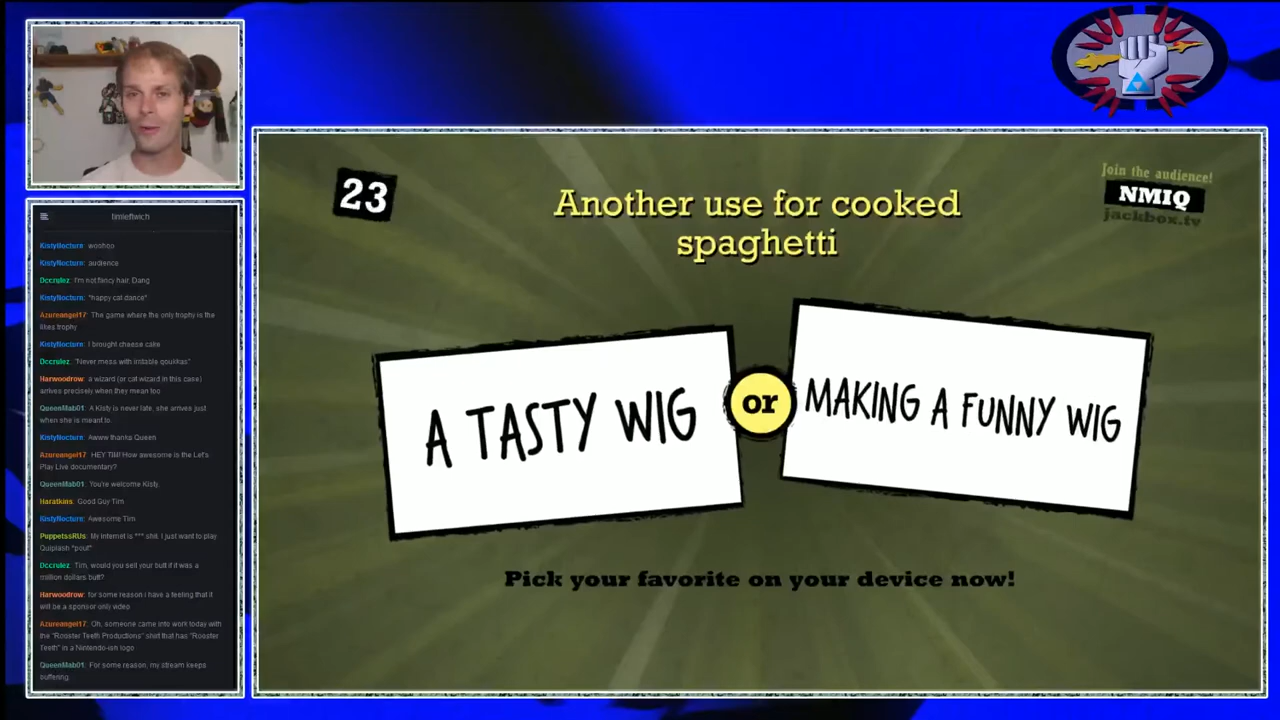 timleftwich
KistyNocturn: woohoo
KistyNocturn: audience
Dccrulez: I'm not fancy hair. Dang
KistyNocturn: *happy cat dance*
Azureangel17: The game where the only trophy is the
likes trophy
KistyNocturn: I brought cheese cake
Dccrulez: "Never mess with irritable qoukkas"
Harwoodrow: a wizard (or cat wizard in this case)
arrives precisely when they mean too
QueenMab01: A Kisty is never late, she arrives just
when she is meant to.
KistyNocturn: Awww thanks Queen
Azureangel17: HEY TIM! How awesome is the Let's
Play Live documentary?
QueenMab01: You're welcome Kisty.
Haratkins: Good Guy Tim
KistyNocturn: Awesome Tim
PuppetssRUs: My Internet is *** shit. I just want to play
Quiplash *pout*
Dccrulez: Tim, would you sell your butt if it was a
million dollars butt?
Harwoodrow: for some reason i have a feeling that it
will be a sponsor only video
Azureangel17: Oh, someone came into work today with
the "Rooster Teeth Productions" shirt that has "Rooster
Teeth" in a Nintendo-ish logo
QueenMab01: For some reason, my stream keeps
buffering.
23
Another use for cooked
spaghetti
Join the audience!
NMIQ
jackbox.tv
A TASTY WIG
or
MAKING A FUNNY WIG
Pick your favorite on your device now!